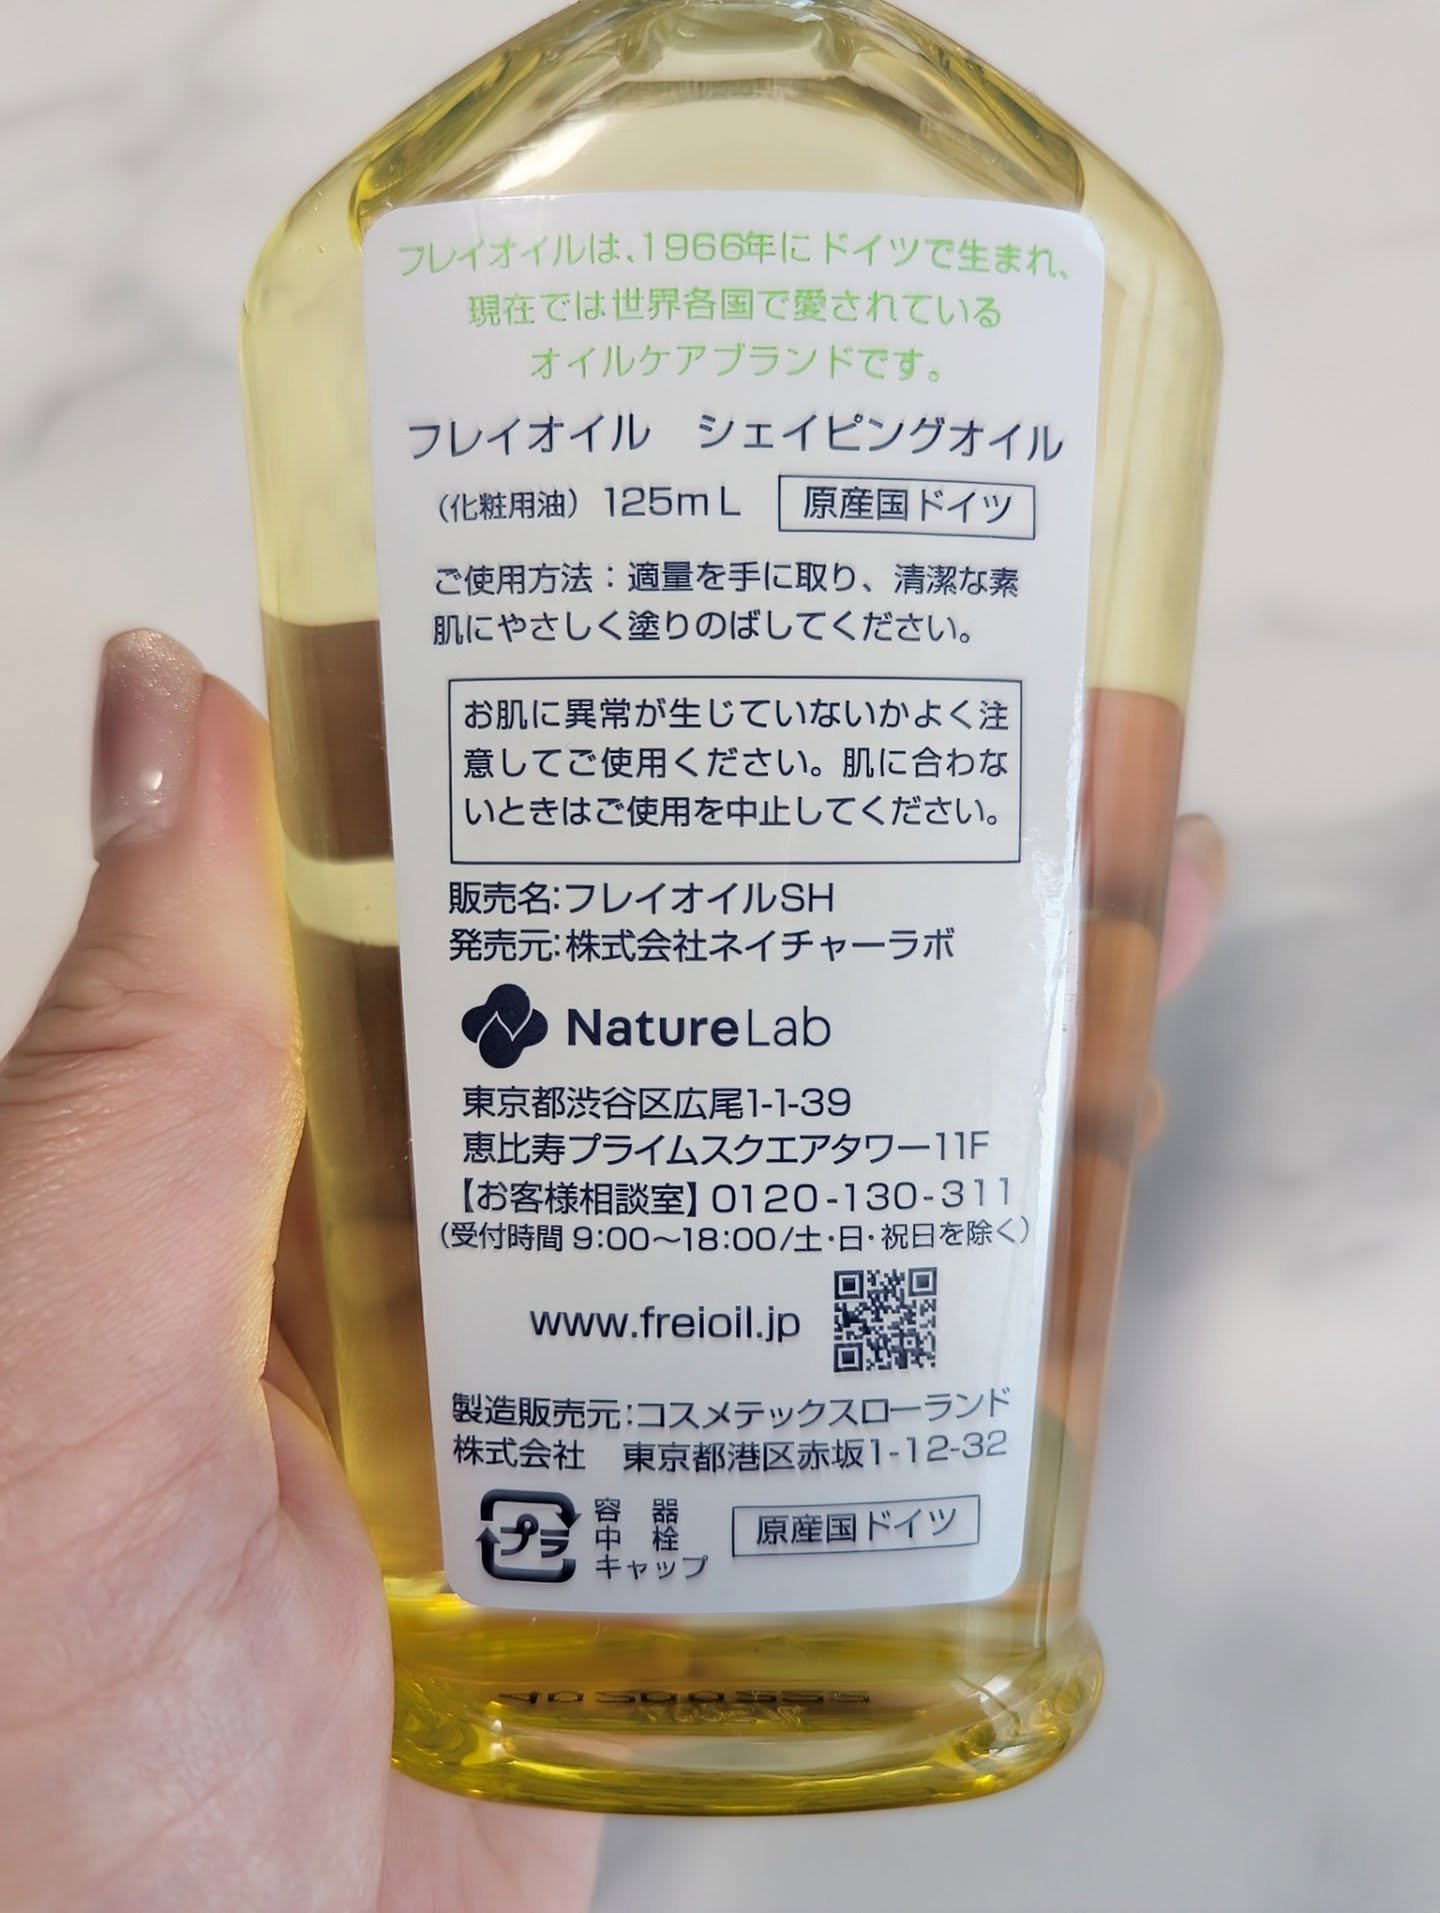 フレイオイルは、1966年にドイツで生まれ、
現在では世界各国で愛されている
オイルケアブランドです。
フレイオイル　シェイピングオイル
（化粧用油）125mL 原産国ドイツ
ご使用方法：適量を手に取り、清潔な素
肌にやさしく塗りのばしてください。
お肌に異常が生じていないかよく注
意してご使用ください。肌に合わな
いときはご使用を中止してください。
販売名：フレイオイルSH
発売元：株式会社ネイチャーラボ
NatureLab
東京都渋谷区広尾1-1-39
恵比寿プライムスクエアタワー11F
【お客様相談室】0120-130-311
（受付時間 9：00〜18：00/土・日・祝日を除く）
www.freioil.jp
製造販売元：コスメテックスローランド
株式会社　東京都港区赤坂1-12-32
プラ
容器
中栓
キャップ
原産国ドイツ